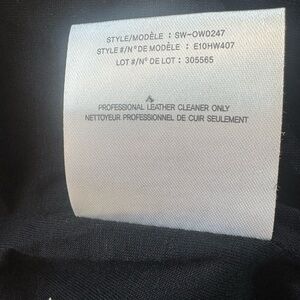 STYLE/MODÈLE : SW-OW0247
STYLE #/N° DE MODÈLE : E10HW407
LOT #/N° DE LOT : 305565
PROFESSIONAL LEATHER CLEANER ONLY
NETTOYEUR PROFESSIONNEL DE CUIR SEULEMENT